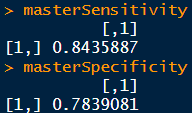 > masterSensitivity
[,1]
[1,] 0.8435887
> masterSpecificity
[,1]
[1,] 0.7839081